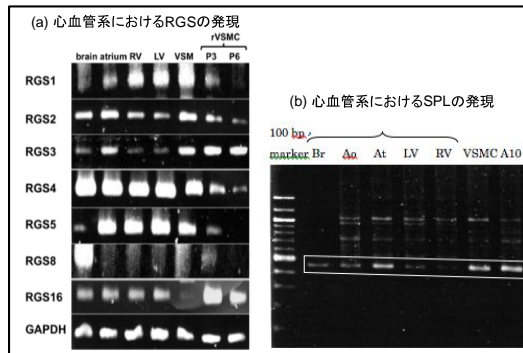 (a) 心血管系におけるRGSの発現
rVSMC
brain atrium RV LV VSM P3 P6
RGS1
RGS2
RGS3
RGS4
RGS5
RGS8
RGS16
GAPDH
(b) 心血管系におけるSPLの発現
100 bp
marker Br Ao At LV RV VSMC A10